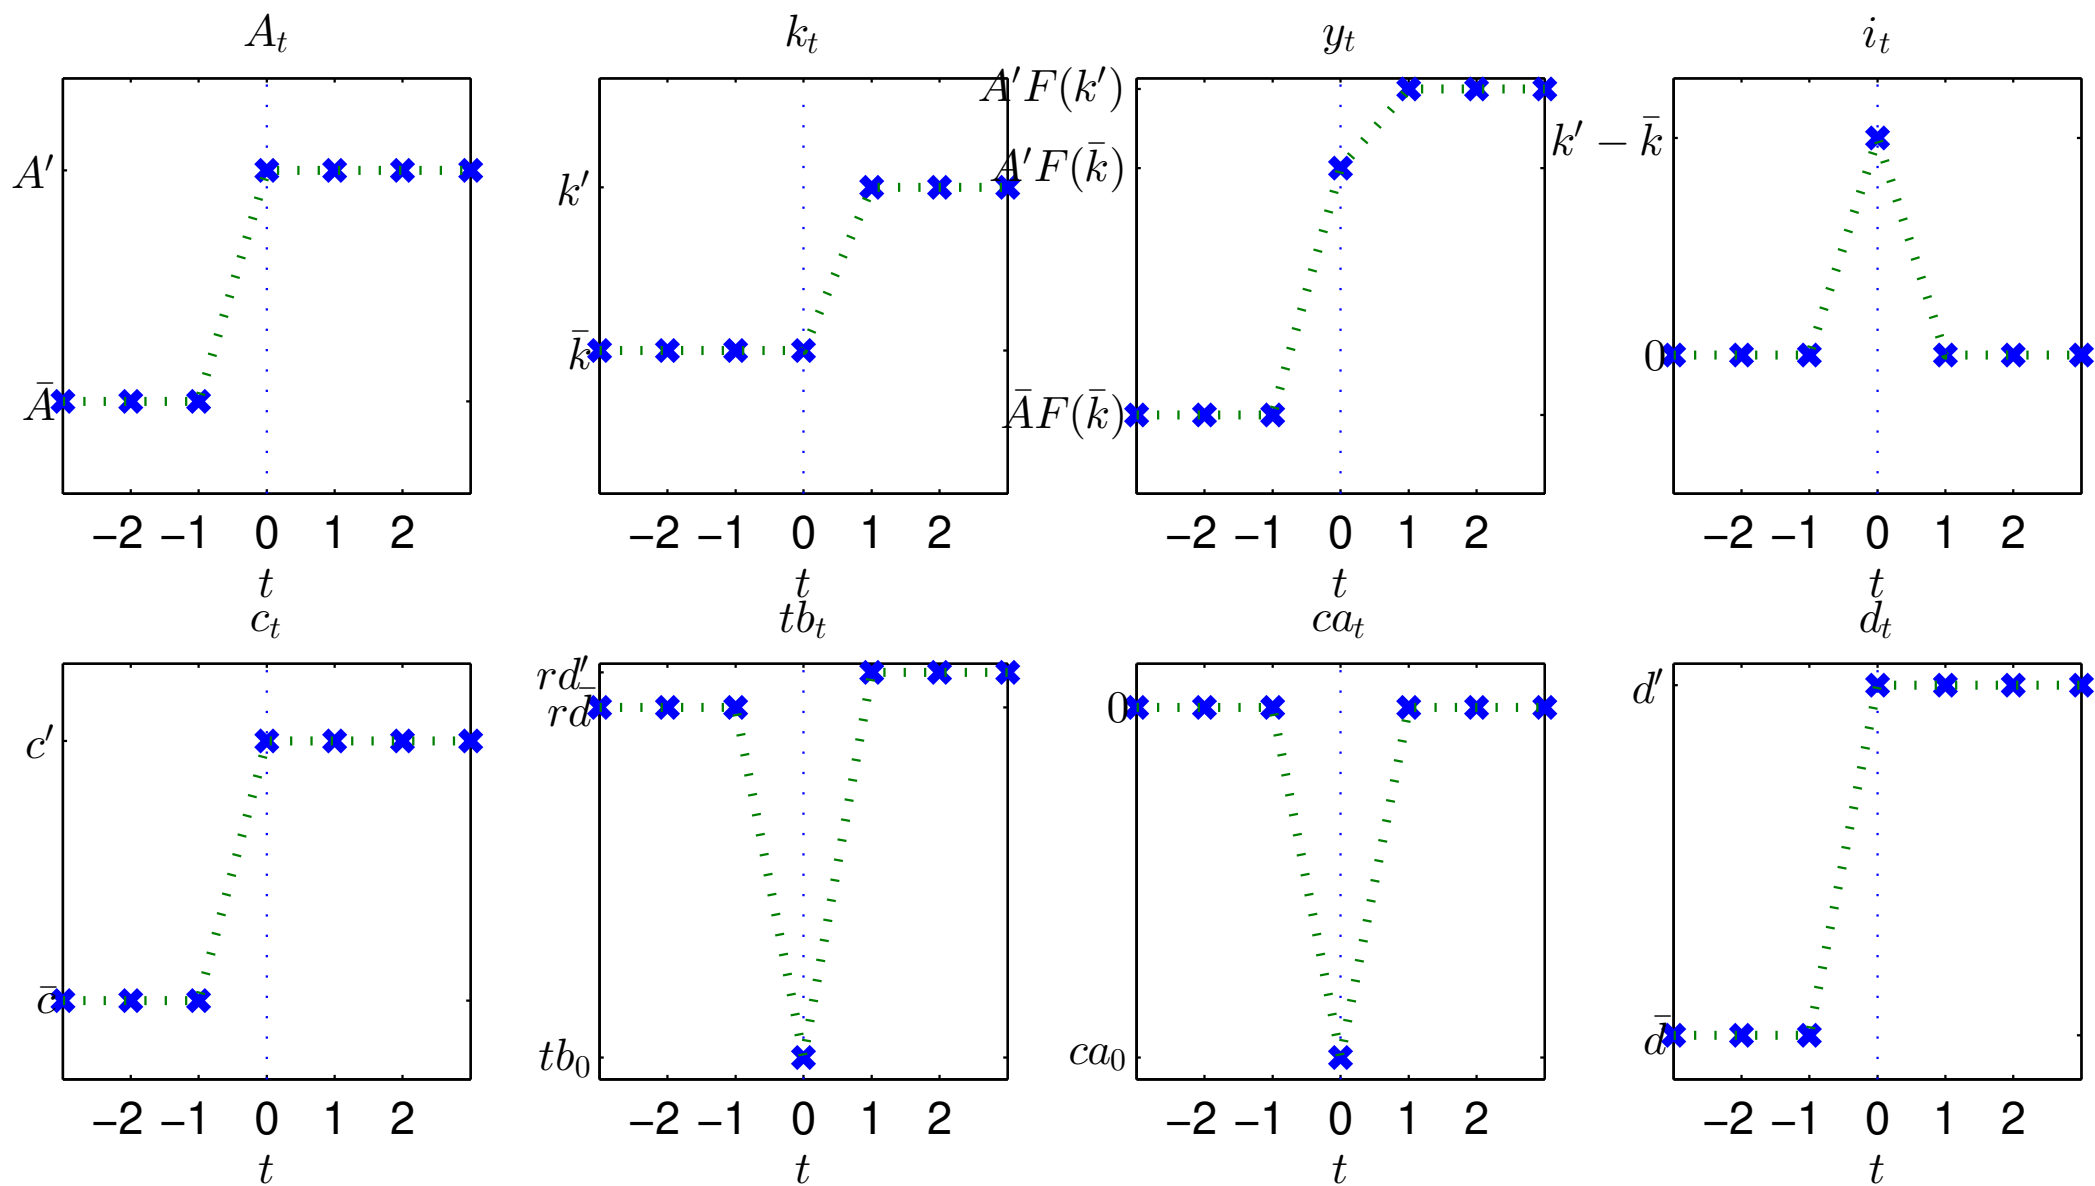 A_t
k_t
y_t
i_t
A′
Ā
−2 −1 0 1 2
t
k′
k̄
−2 −1 0 1 2
t
A′F(k′)
A′F(k̄)
ĀF(k̄)
−2 −1 0 1 2
t
k′ − k̄
0
−2 −1 0 1 2
t
c_t
tb_t
ca_t
d_t
c′
c̄
−2 −1 0 1 2
t
rd′
rd̄
tb_0
−2 −1 0 1 2
t
0
ca_0
−2 −1 0 1 2
t
d′
d̄
−2 −1 0 1 2
t